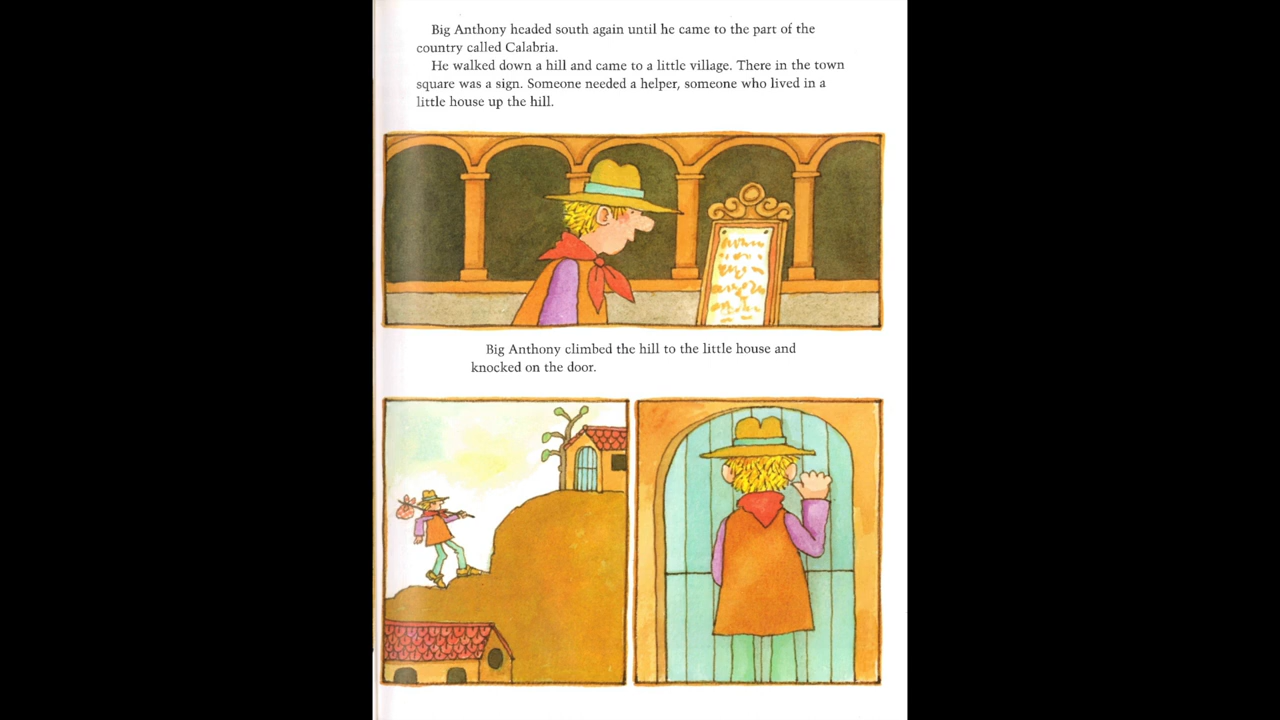 Big Anthony headed south again until he came to the part of the
country called Calabria.
He walked down a hill and came to a little village. There in the town
square was a sign. Someone needed a helper, someone who lived in a
little house up the hill.
Big Anthony climbed the hill to the little house and
knocked on the door.